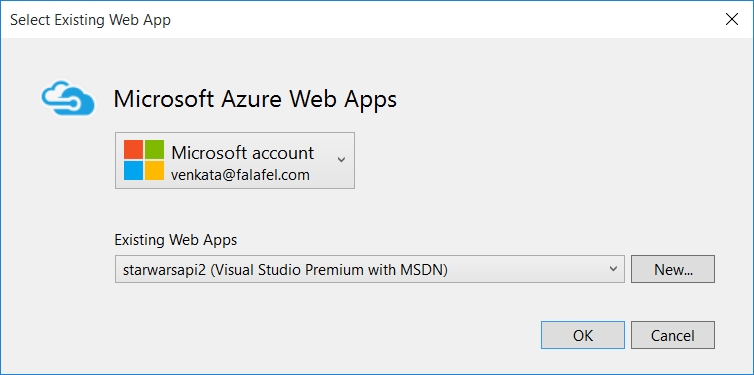 Select Existing Web App
Microsoft Azure Web Apps
Microsoft account
venkata@falafel.com
Existing Web Apps
starwarsapi2 (Visual Studio Premium with MSDN)
New...
OK
Cancel